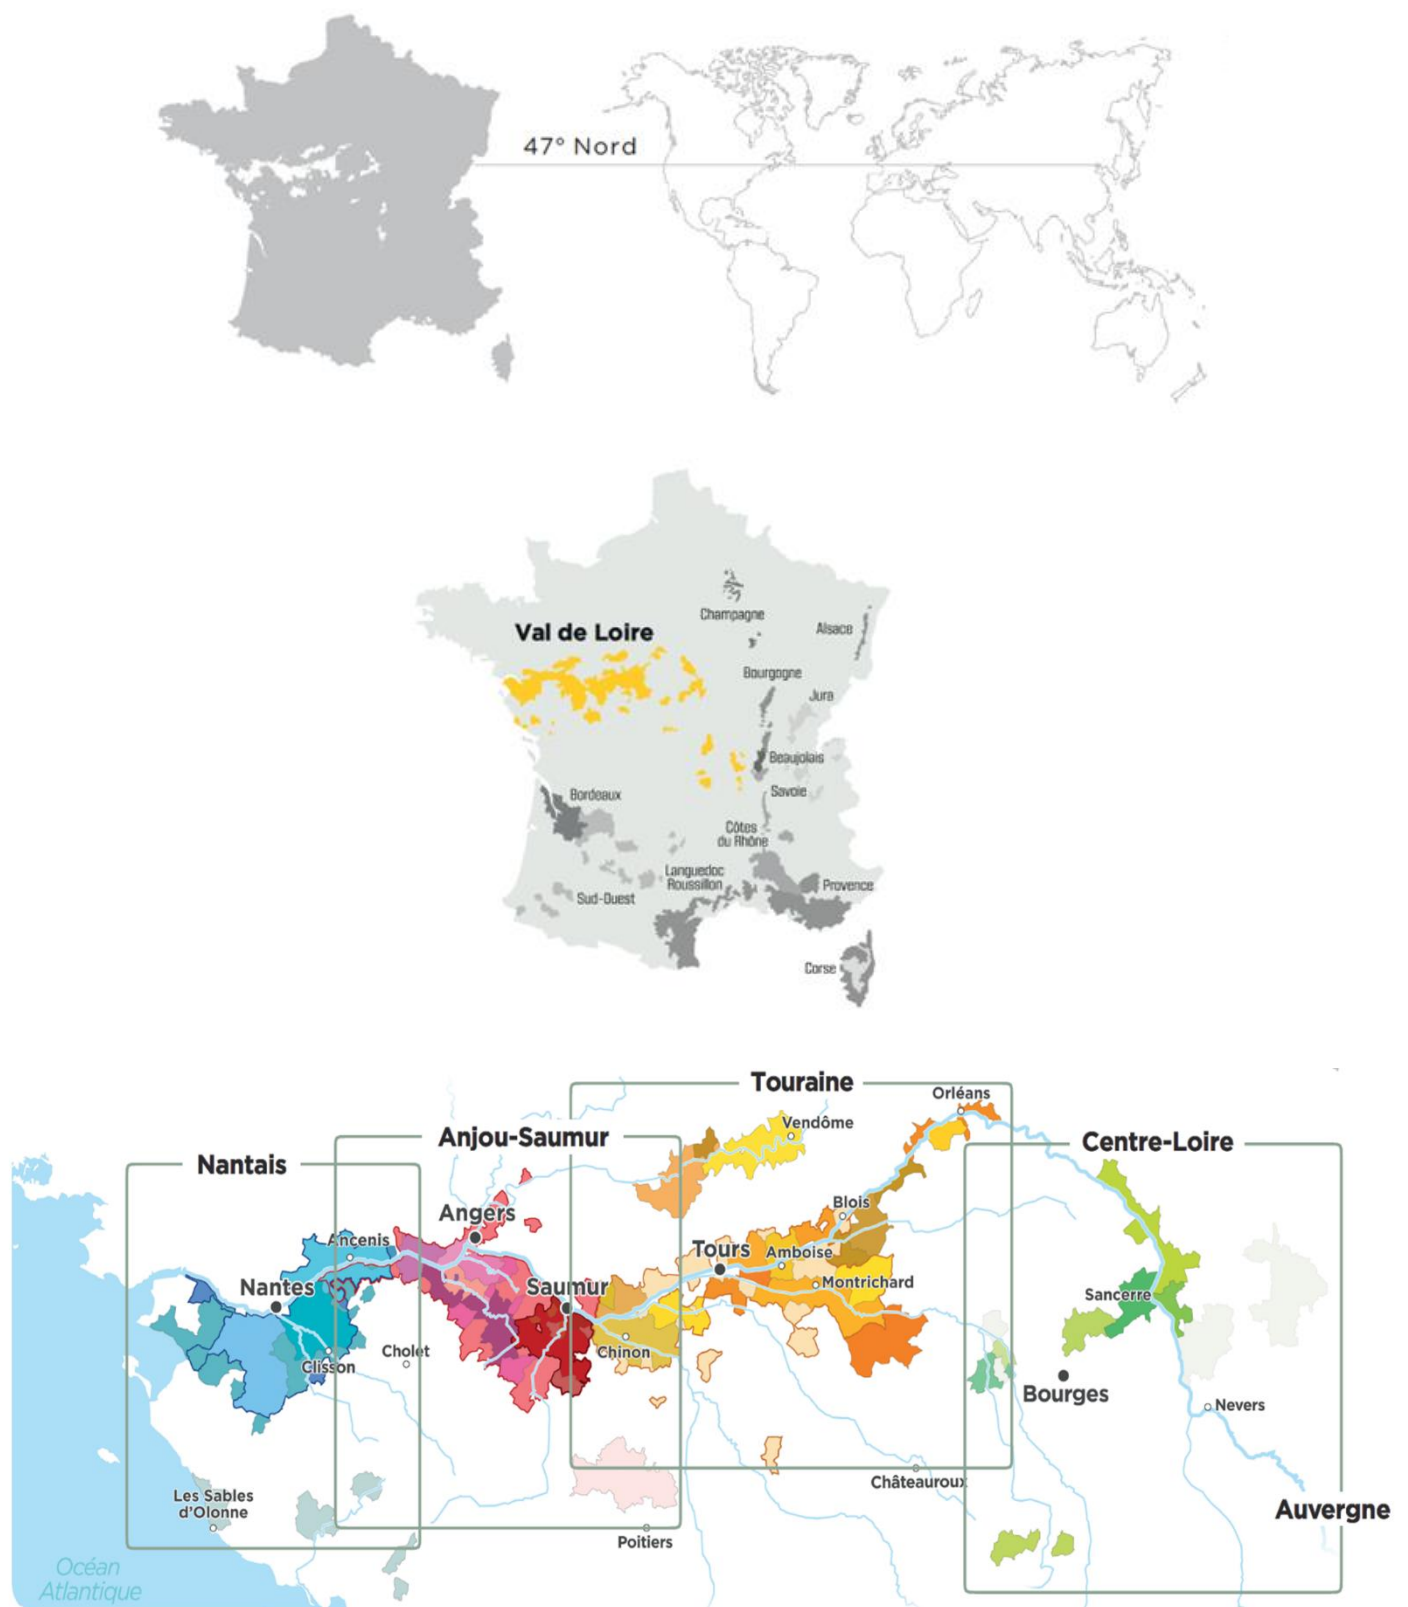 47° Nord
Champagne
Val de Loire
Alsace
Bourgogne
Jura
Beaujolais
Savoie
Bordeaux
Côtes
du Rhône
Languedoc
Roussillon
Provence
Sud-Ouest
Corse
Touraine
Orléans
Vendôme
Anjou-Saumur
Centre-Loire
Nantais
Blois
Angers
Ancenis
Tours
Amboise
Nantes
Saumur
Montrichard
Sancerre
Cholet
Chinon
Clisson
Bourges
Nevers
Châteauroux
Les Sables
d'Olonne
Auvergne
Poitiers
Océan
Atlantique